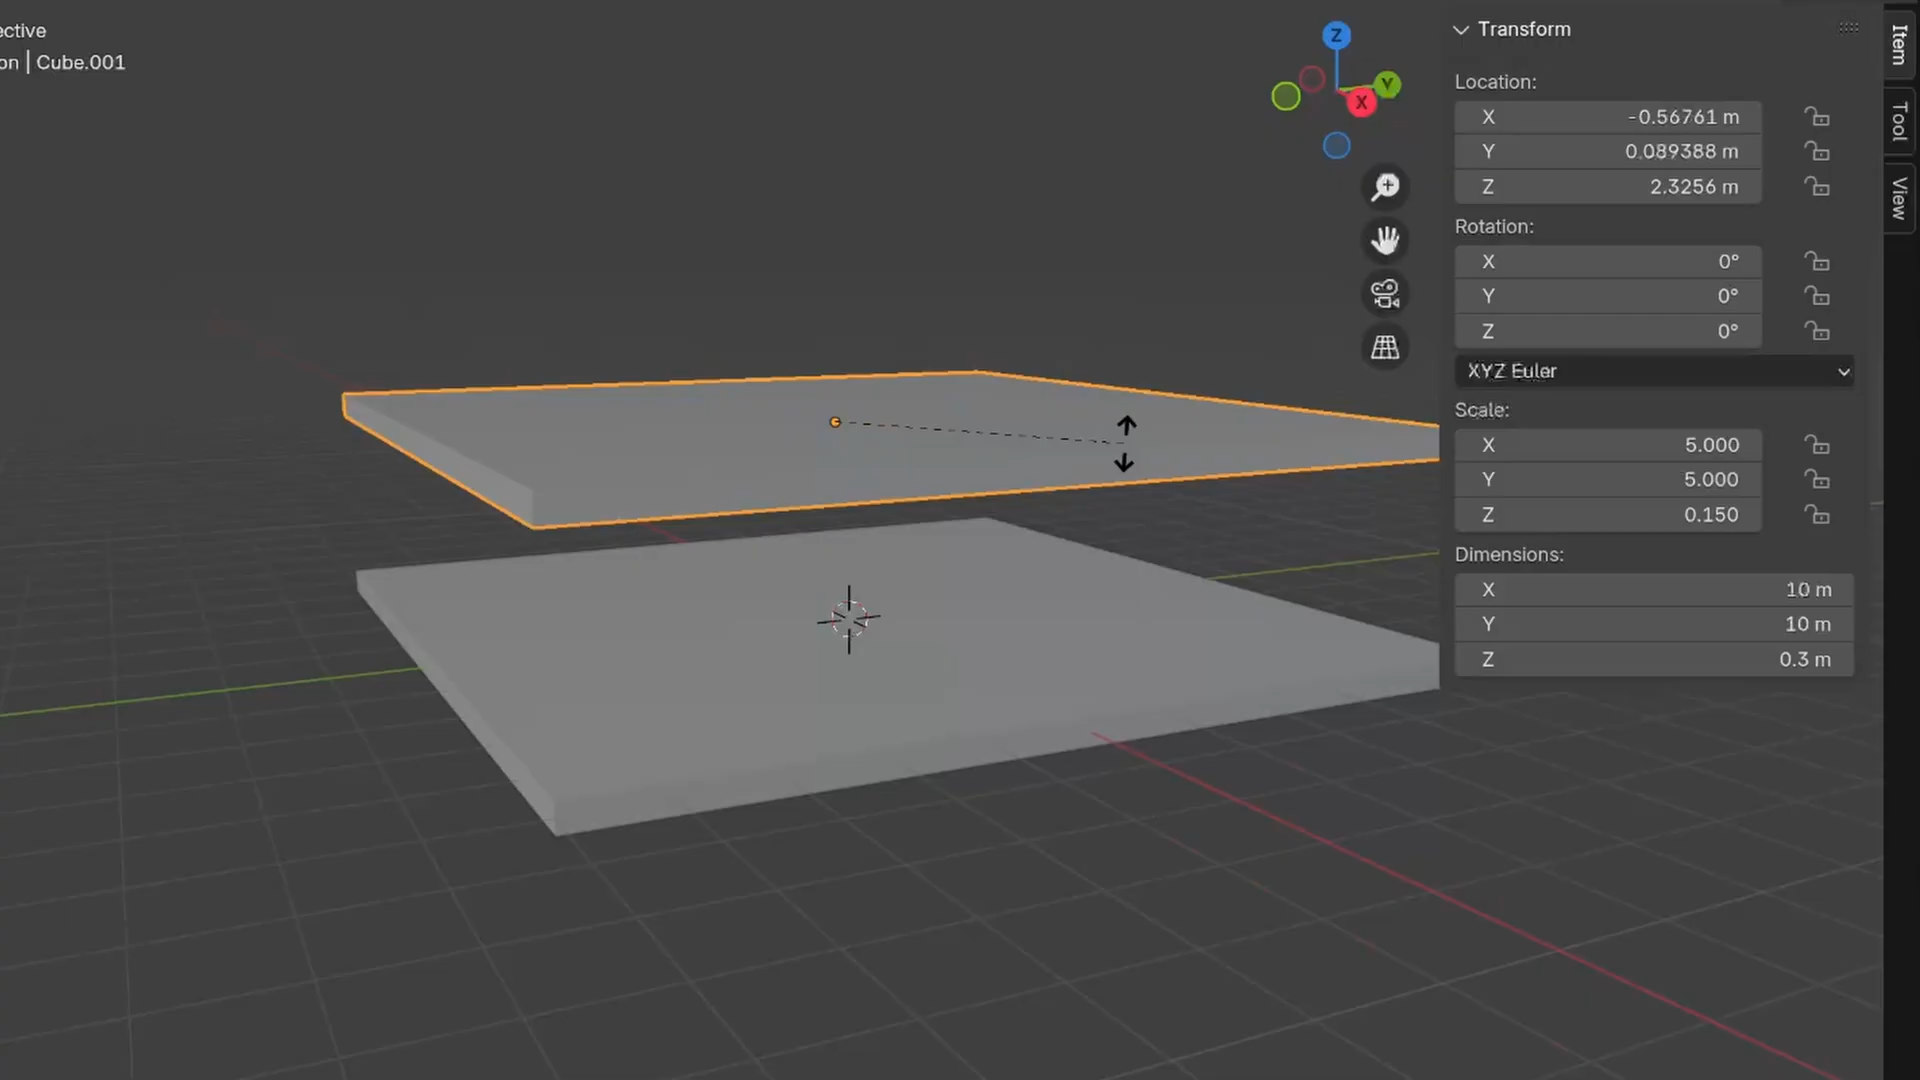 ective
on | Cube.001
Z
Y
X
Transform
Location:
X -0.56761 m
Y 0.089388 m
Z 2.3256 m
Rotation:
X 0°
Y 0°
Z 0°
XYZ Euler
Scale:
X 5.000
Y 5.000
Z 0.150
Dimensions:
X 10 m
Y 10 m
Z 0.3 m
Item
Tool
View